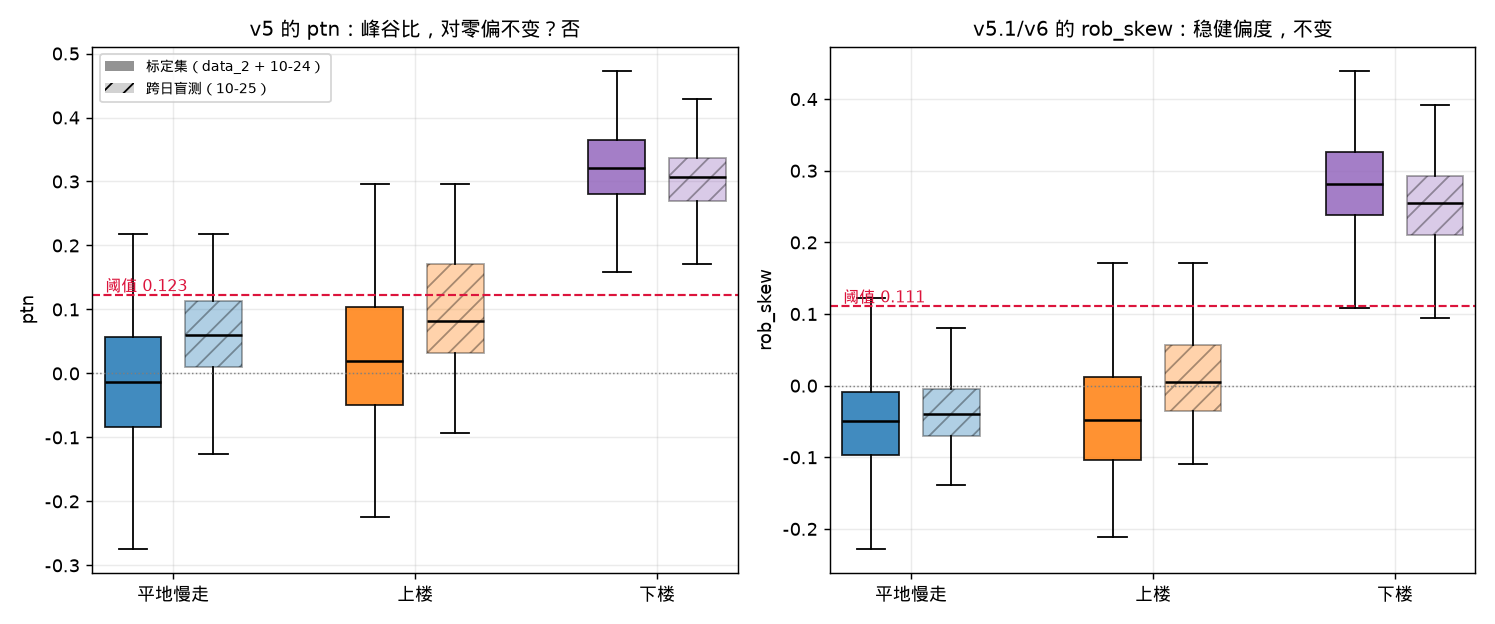 v5 的 ptn：峰谷比，对零偏不变？否
标定集（data_2 + 10-24）
跨日盲测（10-25）
阈值 0.123
ptn
0.5
0.4
0.3
0.2
0.1
0.0
-0.1
-0.2
-0.3
平地慢走
上楼
下楼
v5.1/v6 的 rob_skew：稳健偏度，不变
阈值 0.111
rob_skew
0.4
0.3
0.2
0.1
0.0
-0.1
-0.2
平地慢走
上楼
下楼